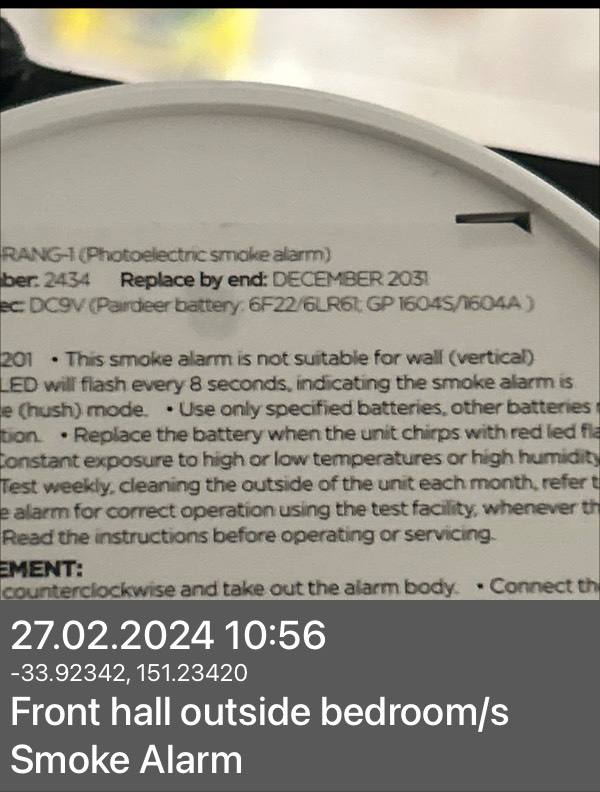 -RANG-1 (Photoelectric smoke alarm)
ber: 2434 Replace by end: DECEMBER 2031
ec: DC9V (Pairdeer battery: 6F22/6LR61; GP 1604S/1604A )
201 • This smoke alarm is not suitable for wall (vertical)
LED will flash every 8 seconds, indicating the smoke alarm is
e (hush) mode. • Use only specified batteries, other batteries
tion. • Replace the battery when the unit chirps with red led fla
Constant exposure to high or low temperatures or high humidity
Test weekly, cleaning the outside of the unit each month, refer t
e alarm for correct operation using the test facility, whenever th
Read the instructions before operating or servicing.
EMENT:
counterclockwise and take out the alarm body. • Connect th
27.02.2024 10:56
-33.92342, 151.23420
Front hall outside bedroom/s
Smoke Alarm